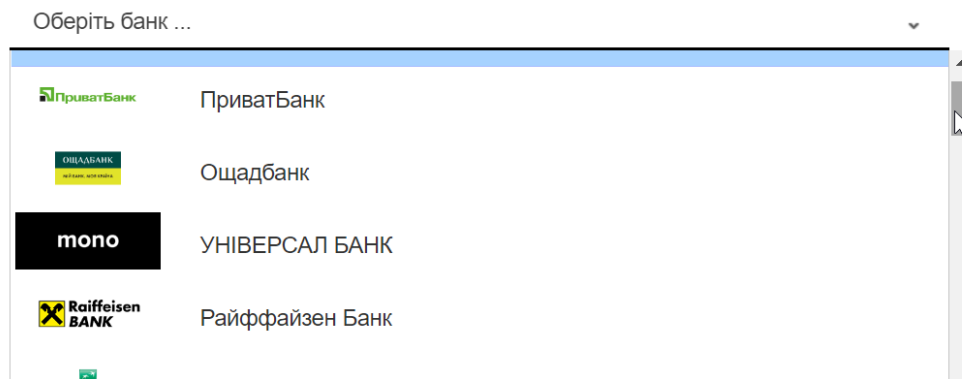 Оберіть банк ...
ПриватБанк ПриватБанк
ОЩАДБАНК
Ощадбанк
mono УНІВЕРСАЛ БАНК
Raiffeisen
BANK
Райффайзен Банк